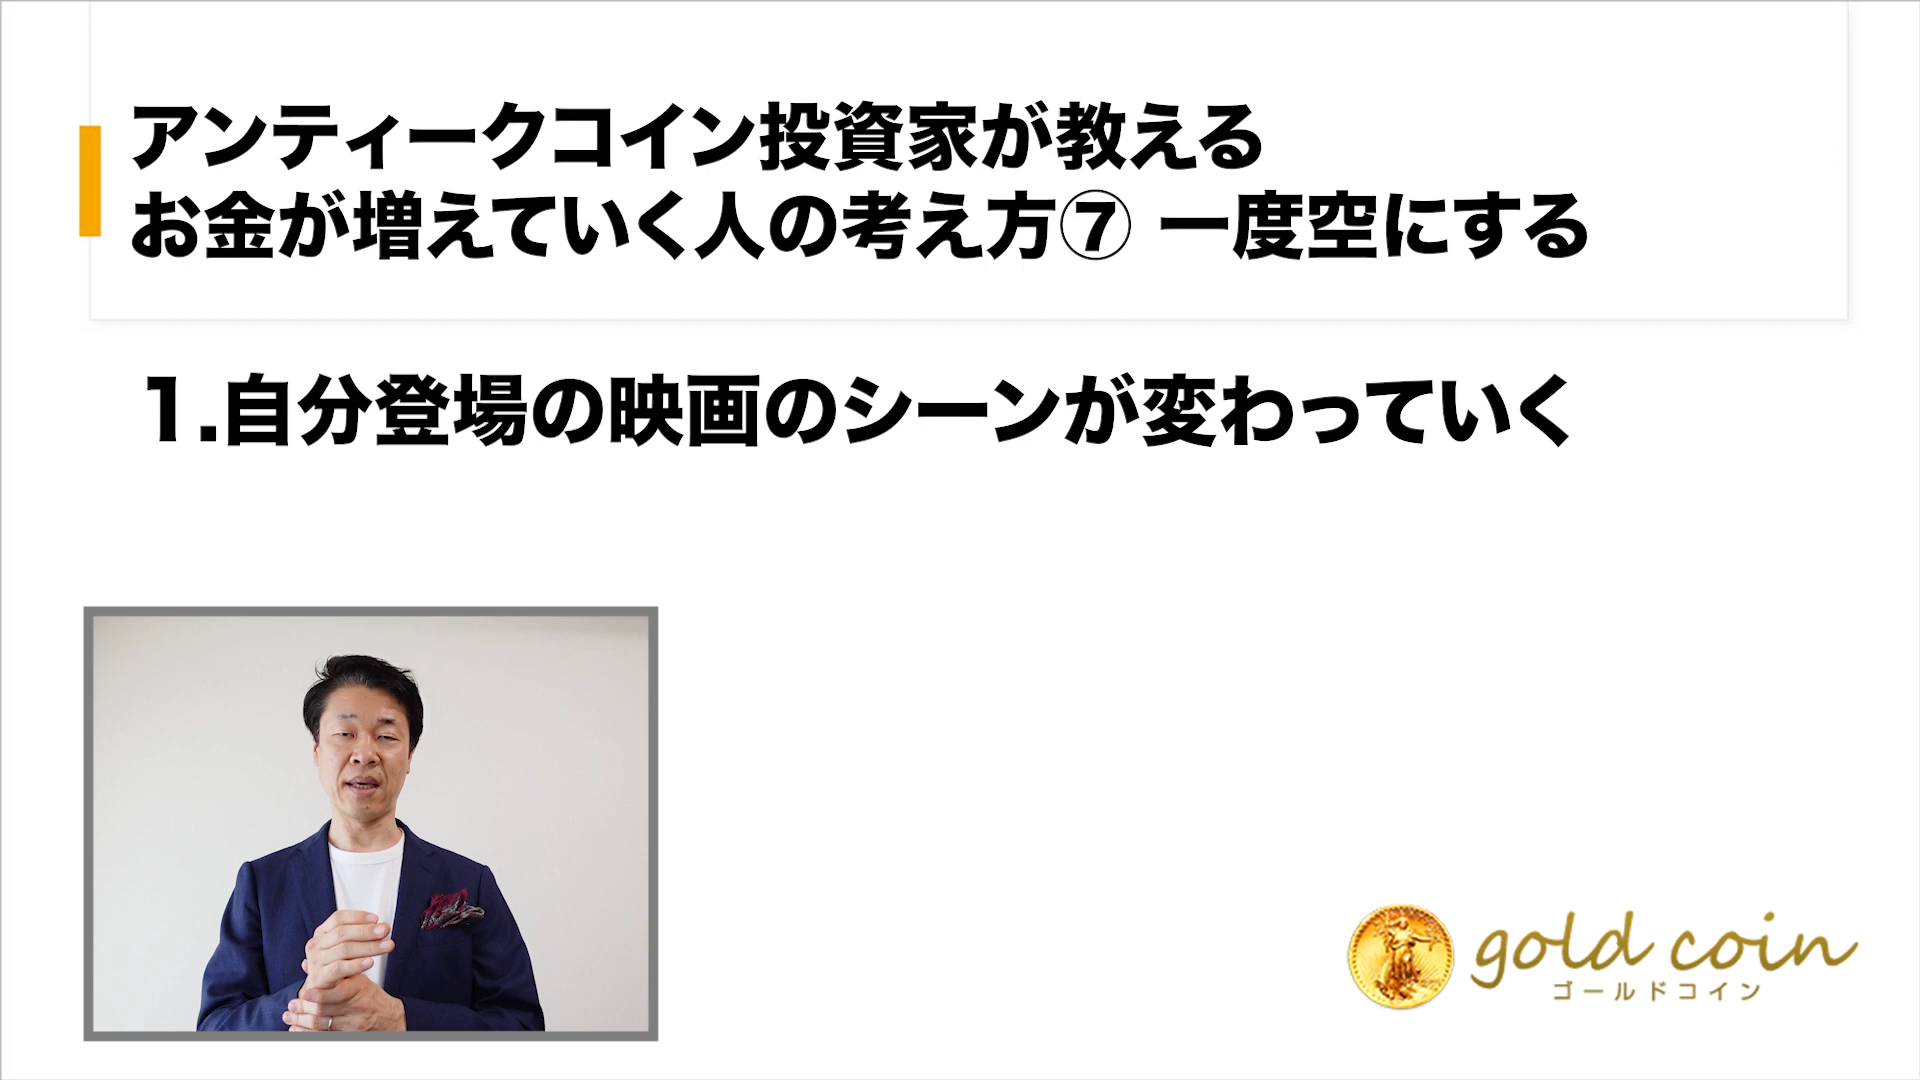 アンティークコイン投資家が教える
お金が増えていく人の考え方⑦ 一度空にする
1.自分登場の映画のシーンが変わっていく
gold coin
ゴールドコイン